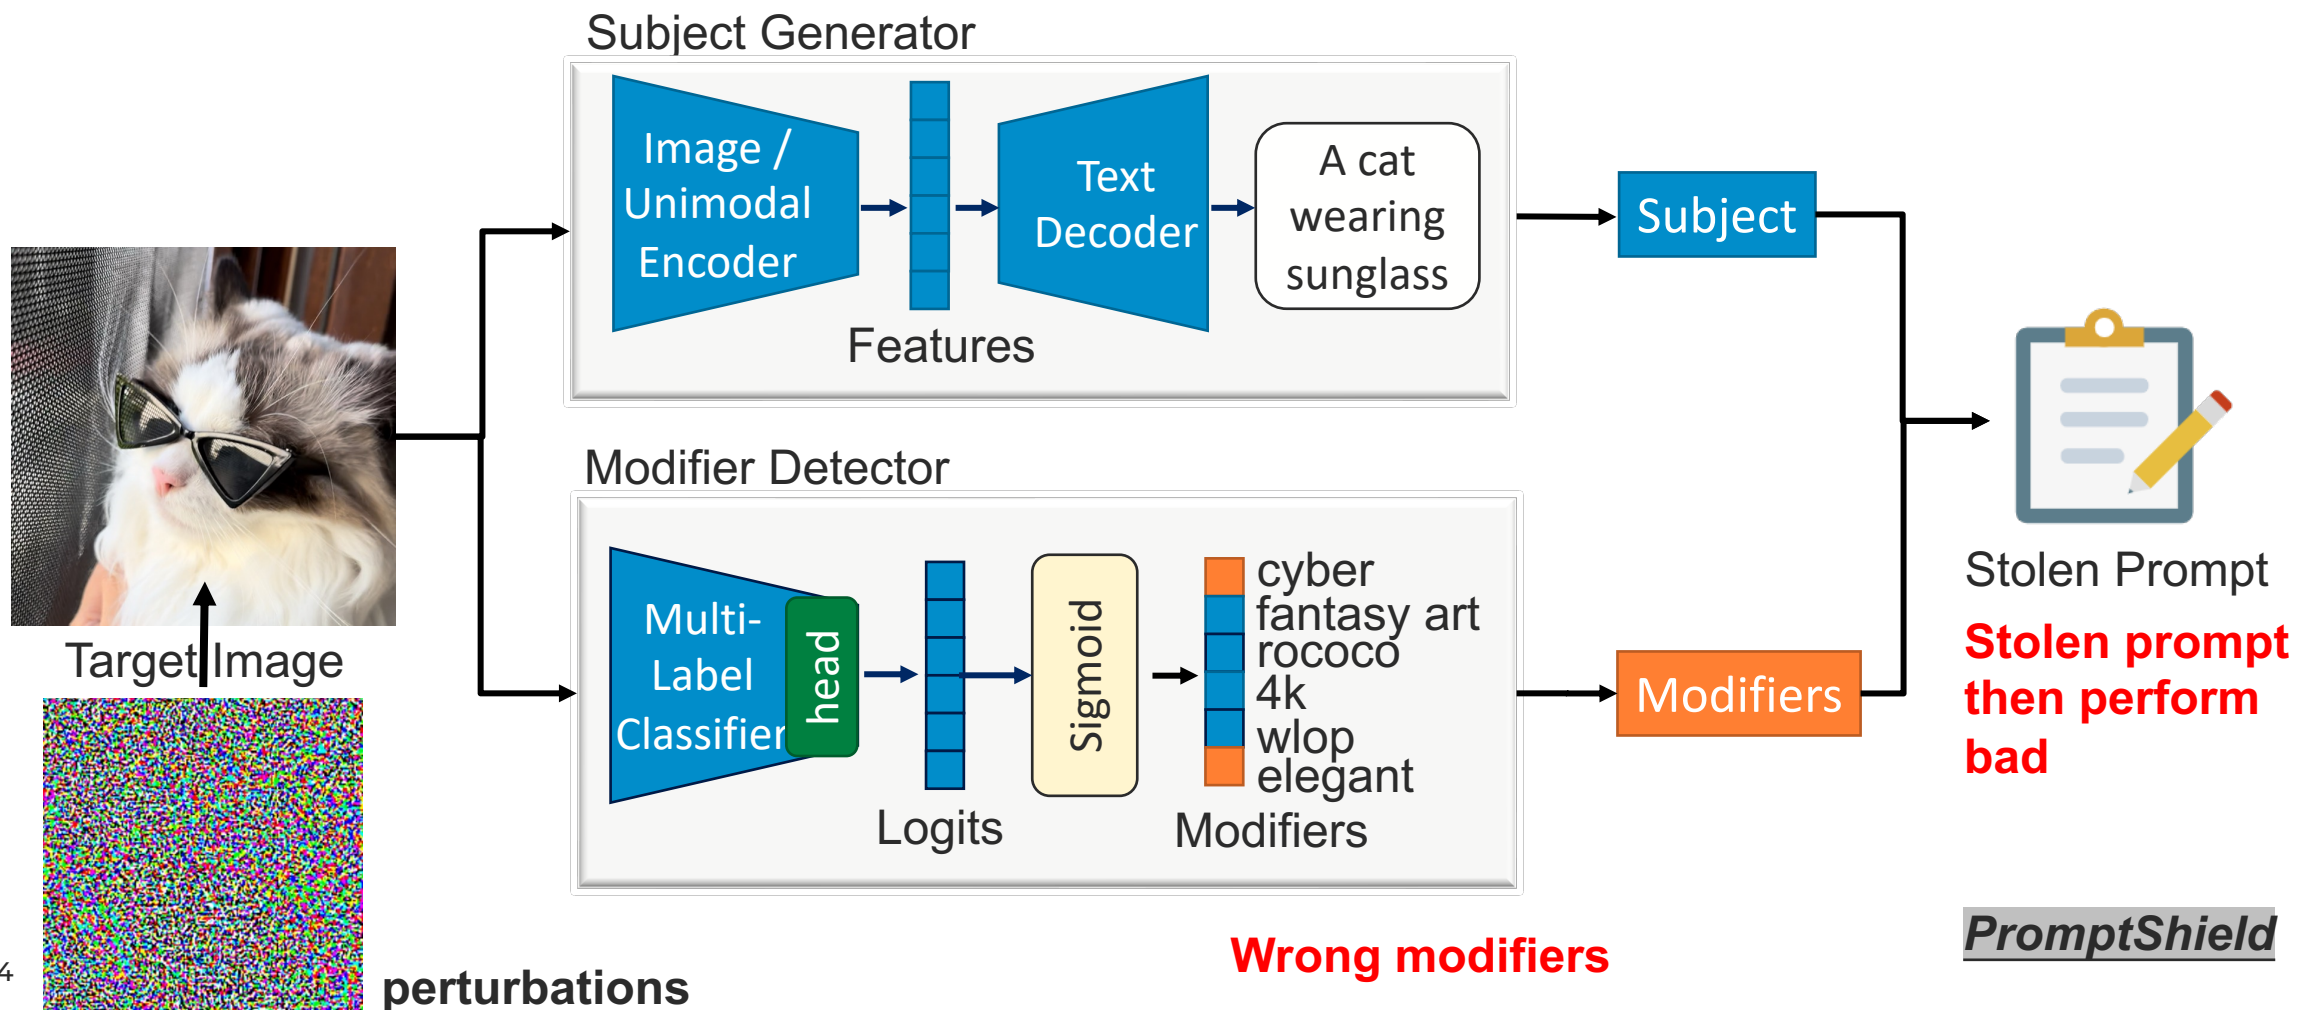 Subject Generator
Image /
Unimodal
Encoder
Features
Text
Decoder
A cat
wearing
sunglass
Subject
Target Image
Modifier Detector
Multi-
Label
Classifier
head
Logits
Sigmoid
cyber
fantasy art
rococo
4k
wlop
elegant
Modifiers
Modifiers
Stolen Prompt
Stolen prompt
then perform
bad
Wrong modifiers
PromptShield
4
perturbations